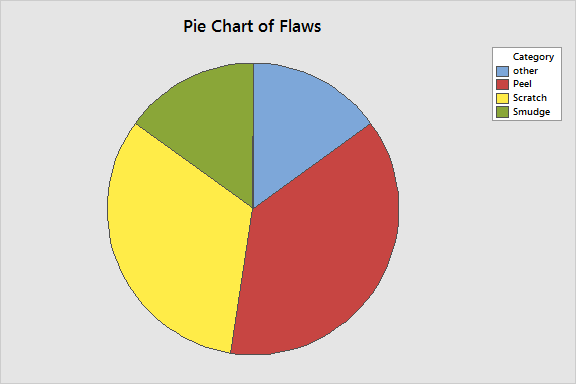 Pie Chart of Flaws
Category
other
Peel
Scratch
Smudge